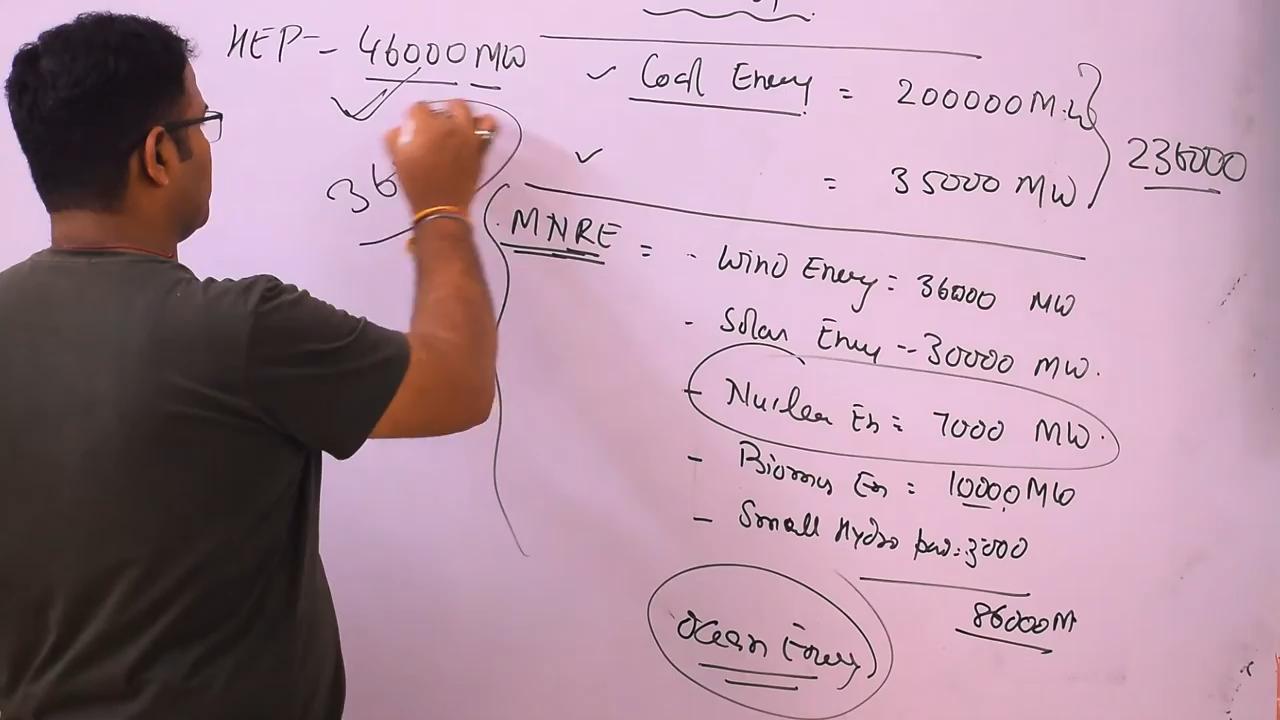 HEP - 46000 MW
Coal Energy = 200000 M.W
= 35000 MW
236000
36
MNRE = - Wind Energy = 36000 MW
- Solar Energy - 30000 MW.
- Nuclear En = 7000 MW.
- Biomass En = 10000 MW
- Small Hydro pow = 3000
86000 M
Ocean Energy